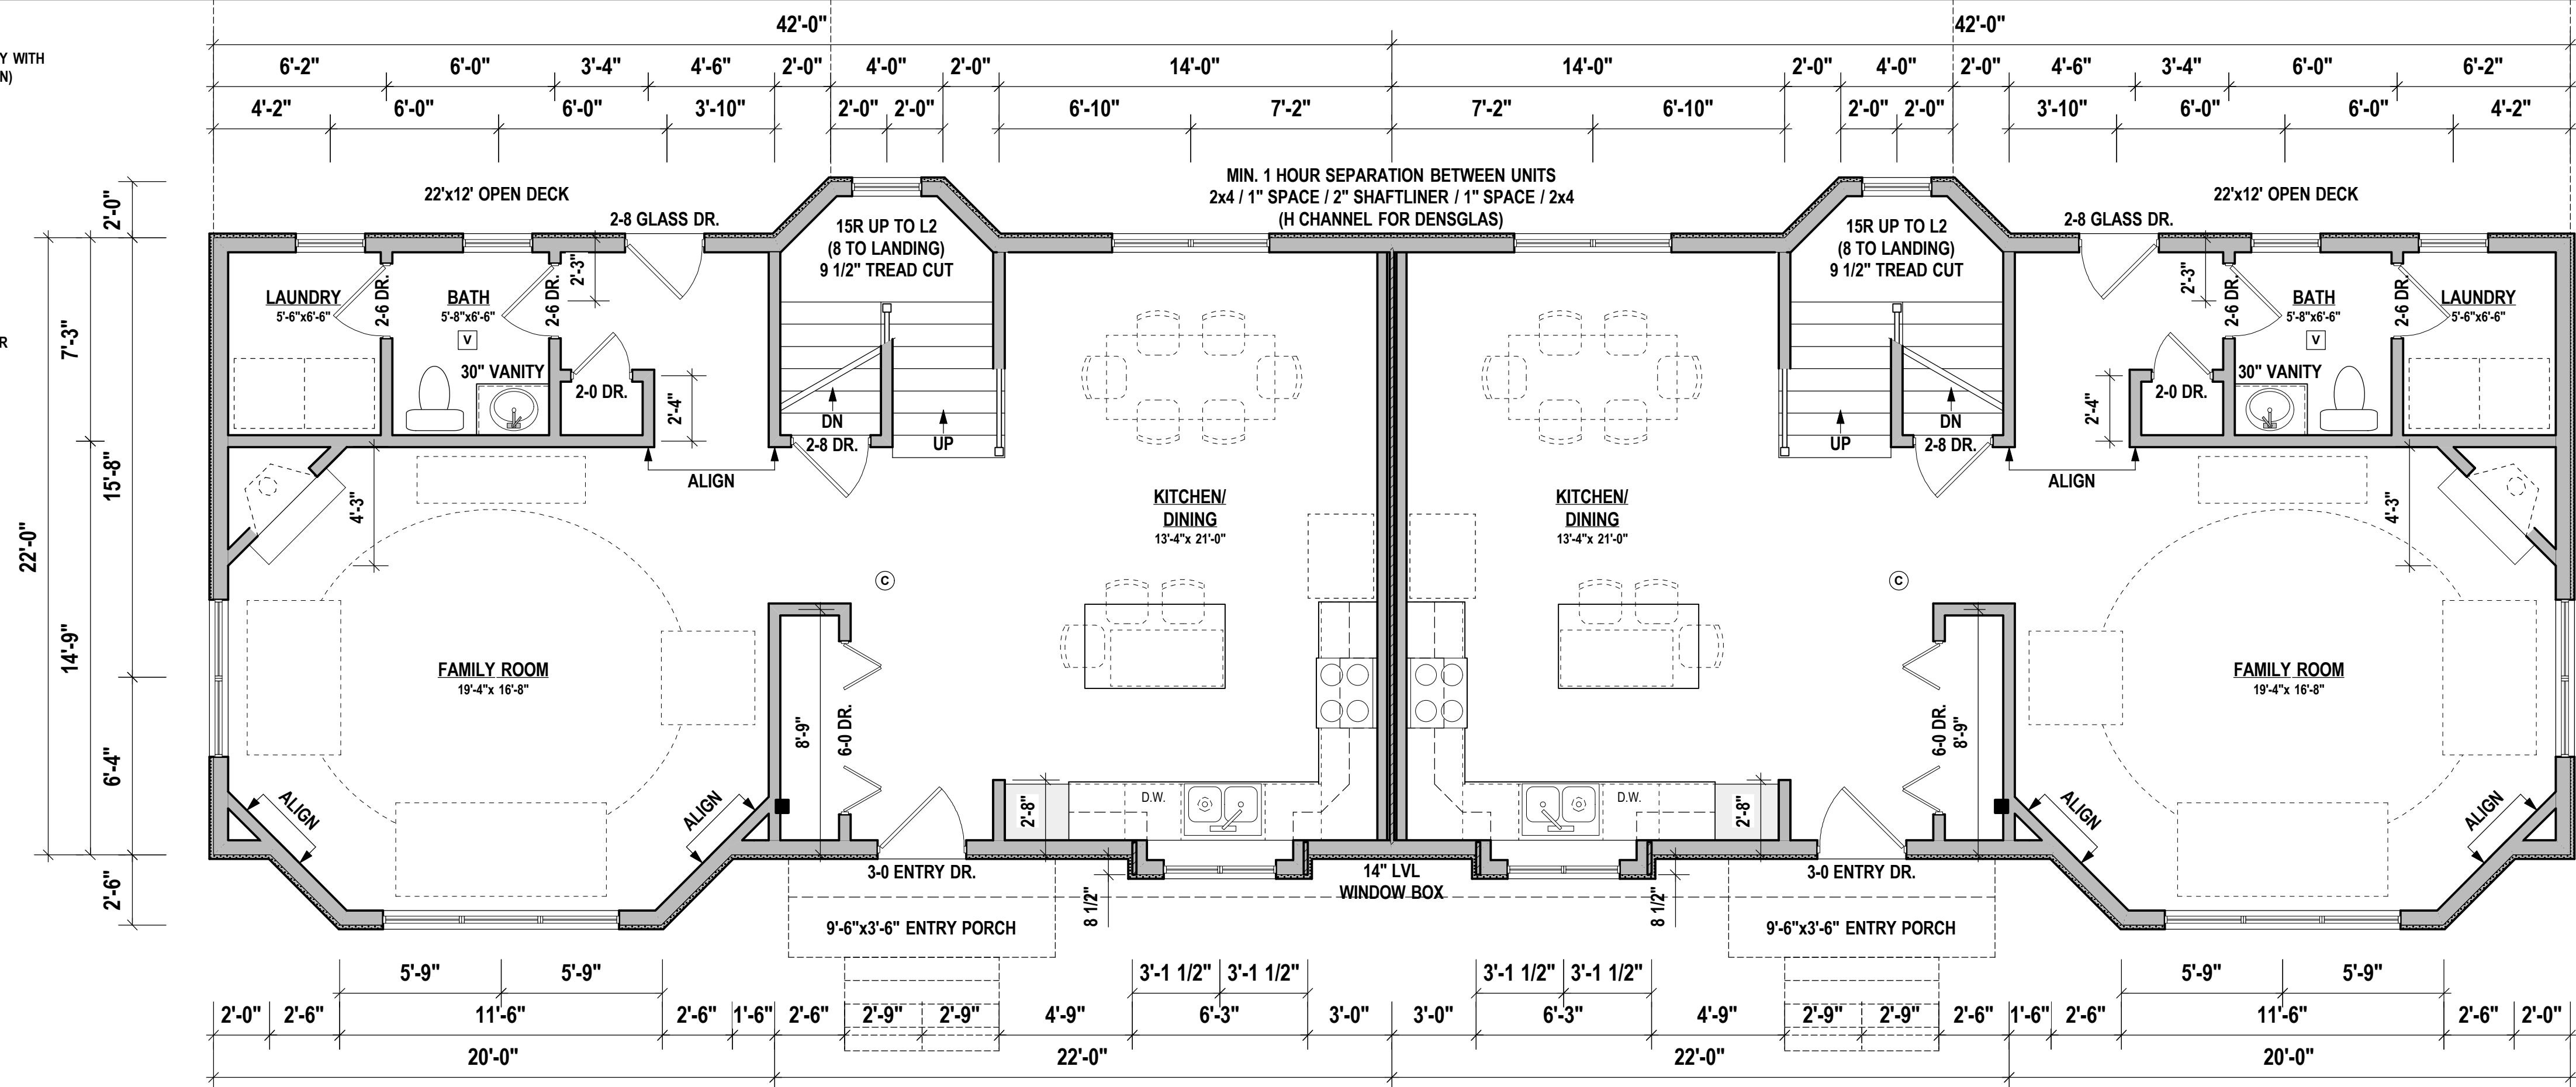 42'-0" 42'-0"
Y WITH
N)
6'-2" 6'-0" 3'-4" 4'-6" 2'-0" 4'-0" 2'-0" 14'-0" 14'-0" 2'-0" 4'-0" 2'-0" 4'-6" 3'-4" 6'-0" 6'-2"
4'-2" 6'-0" 6'-0" 3'-10" 2'-0" 2'-0" 6'-10" 7'-2" 7'-2" 6'-10" 2'-0" 2'-0" 3'-10" 6'-0" 6'-0" 4'-2"
2'-0"
22'x12' OPEN DECK
2-8 GLASS DR.
MIN. 1 HOUR SEPARATION BETWEEN UNITS
2x4 / 1" SPACE / 2" SHAFTLINER / 1" SPACE / 2x4
(H CHANNEL FOR DENSGLAS)
22'x12' OPEN DECK
2-8 GLASS DR.
15R UP TO L2
(8 TO LANDING)
9 1/2" TREAD CUT
15R UP TO L2
(8 TO LANDING)
9 1/2" TREAD CUT
R
22'-0"
7'-3"
15'-8"
14'-9"
6'-4"
2'-6"
LAUNDRY
5'-6"x6'-6"
2-6 DR.
BATH
5'-8"x6'-6"
V
30" VANITY
2-6 DR.
2'-3"
2-0 DR.
2'-4"
ALIGN
DN
2-8 DR.
UP
4'-3"
KITCHEN/
DINING
13'-4"x 21'-0"
C
FAMILY ROOM
19'-4"x 16'-8"
8'-9"
6-0 DR.
ALIGN
ALIGN
2'-8"
D.W.
3-0 ENTRY DR.
8 1/2"
9'-6"x3'-6" ENTRY PORCH
14" LVL
WINDOW BOX
KITCHEN/
DINING
13'-4"x 21'-0"
UP
DN
2-8 DR.
ALIGN
2'-3"
2-6 DR.
BATH
5'-8"x6'-6"
V
30" VANITY
2-6 DR.
LAUNDRY
5'-6"x6'-6"
2-0 DR.
2'-4"
4'-3"
C
FAMILY ROOM
19'-4"x 16'-8"
6-0 DR.
8'-9"
ALIGN
ALIGN
D.W.
2'-8"
3-0 ENTRY DR.
8 1/2"
9'-6"x3'-6" ENTRY PORCH
5'-9" 5'-9" 3'-1 1/2" 3'-1 1/2" 3'-1 1/2" 3'-1 1/2" 5'-9" 5'-9"
2'-0" 2'-6" 11'-6" 2'-6" 1'-6" 2'-6" 2'-9" 2'-9" 4'-9" 6'-3" 3'-0" 3'-0" 6'-3" 4'-9" 2'-9" 2'-9" 2'-6" 1'-6" 2'-6" 11'-6" 2'-6" 2'-0"
20'-0" 22'-0" 22'-0" 20'-0"